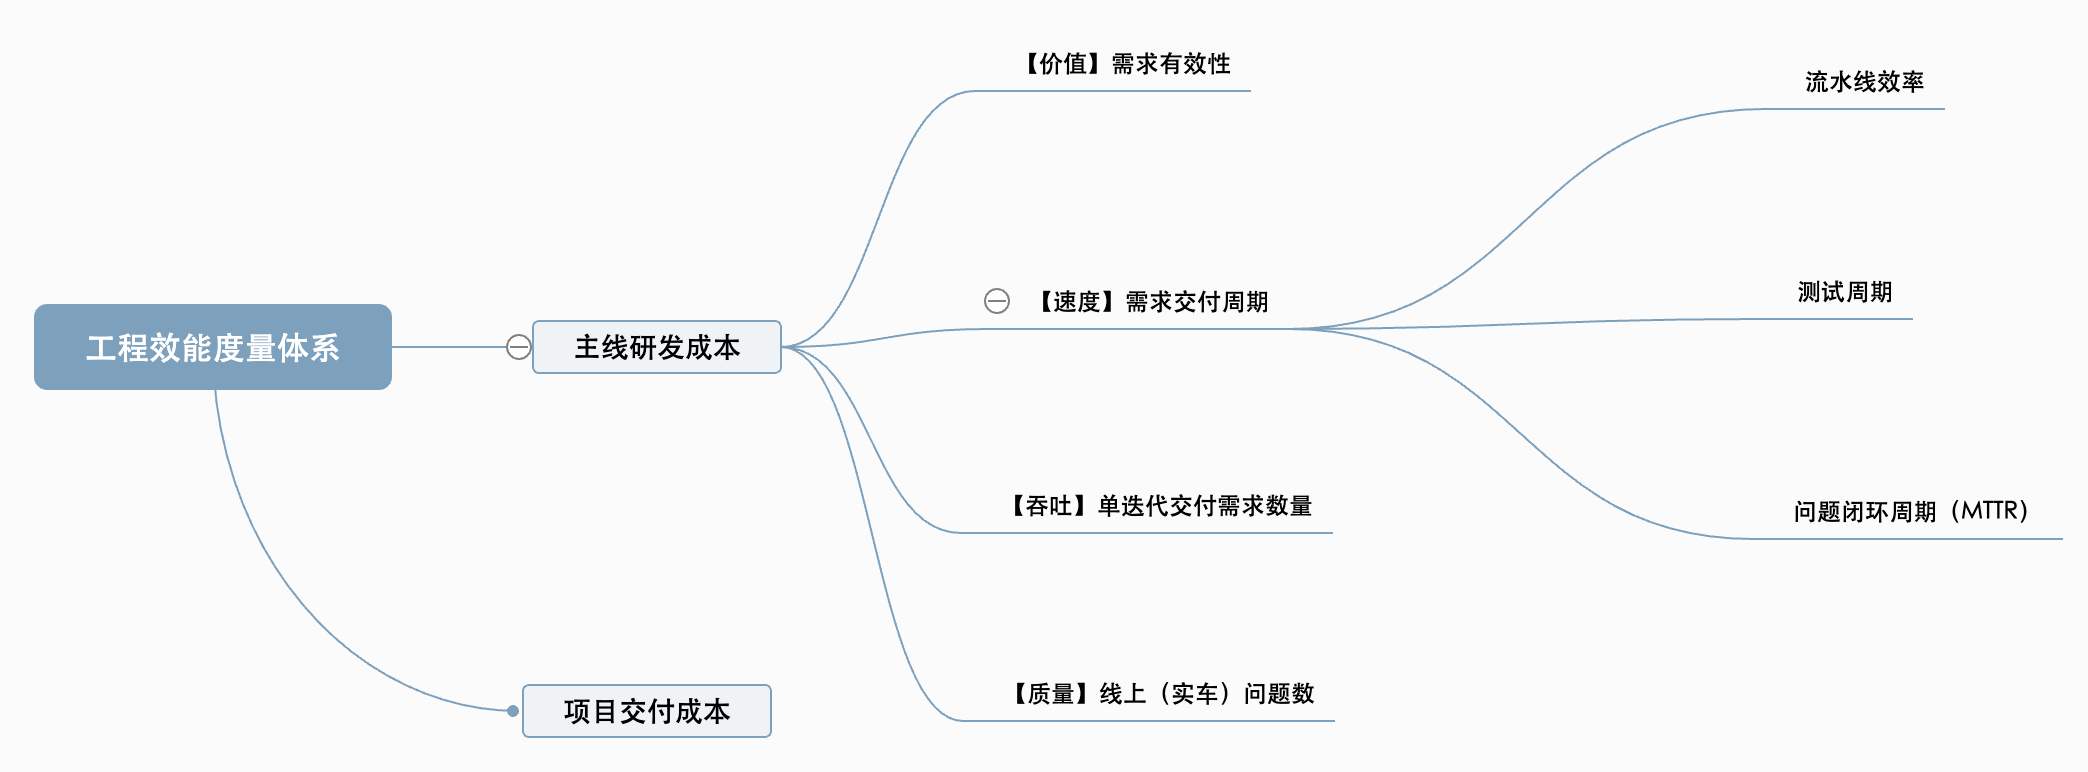 工程效能度量体系
主线研发成本
【价值】需求有效性
【速度】需求交付周期
流水线效率
测试周期
问题闭环周期（MTTR）
【吞吐】单迭代交付需求数量
【质量】线上（实车）问题数
项目交付成本